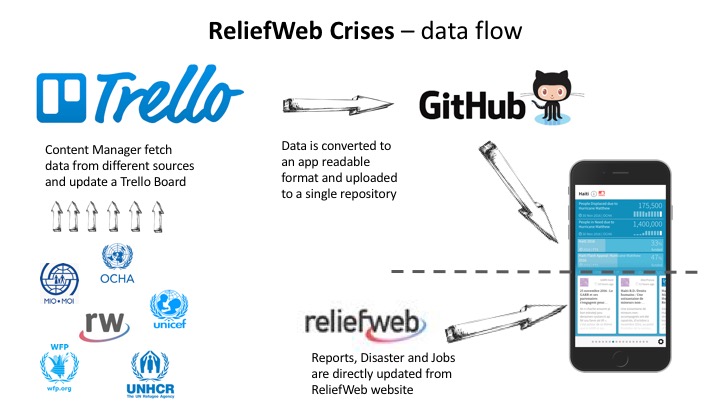 ReliefWeb Crises – data flow
Trello
GitHub
Content Manager fetch
data from different sources
and update a Trello Board
Data is converted to
an app readable
format and uploaded
to a single repository
OCHA
MIO • MOI
unicef
rw
WFP
wfp.org
UNHCR
The UN Refugee Agency
reliefweb
Reports, Disaster and Jobs
are directly updated from
ReliefWeb website
Haiti
People Displaced due to
Hurricane Matthew
175,500
People in Need due to
Hurricane Matthew
1,400,000
33%
47%